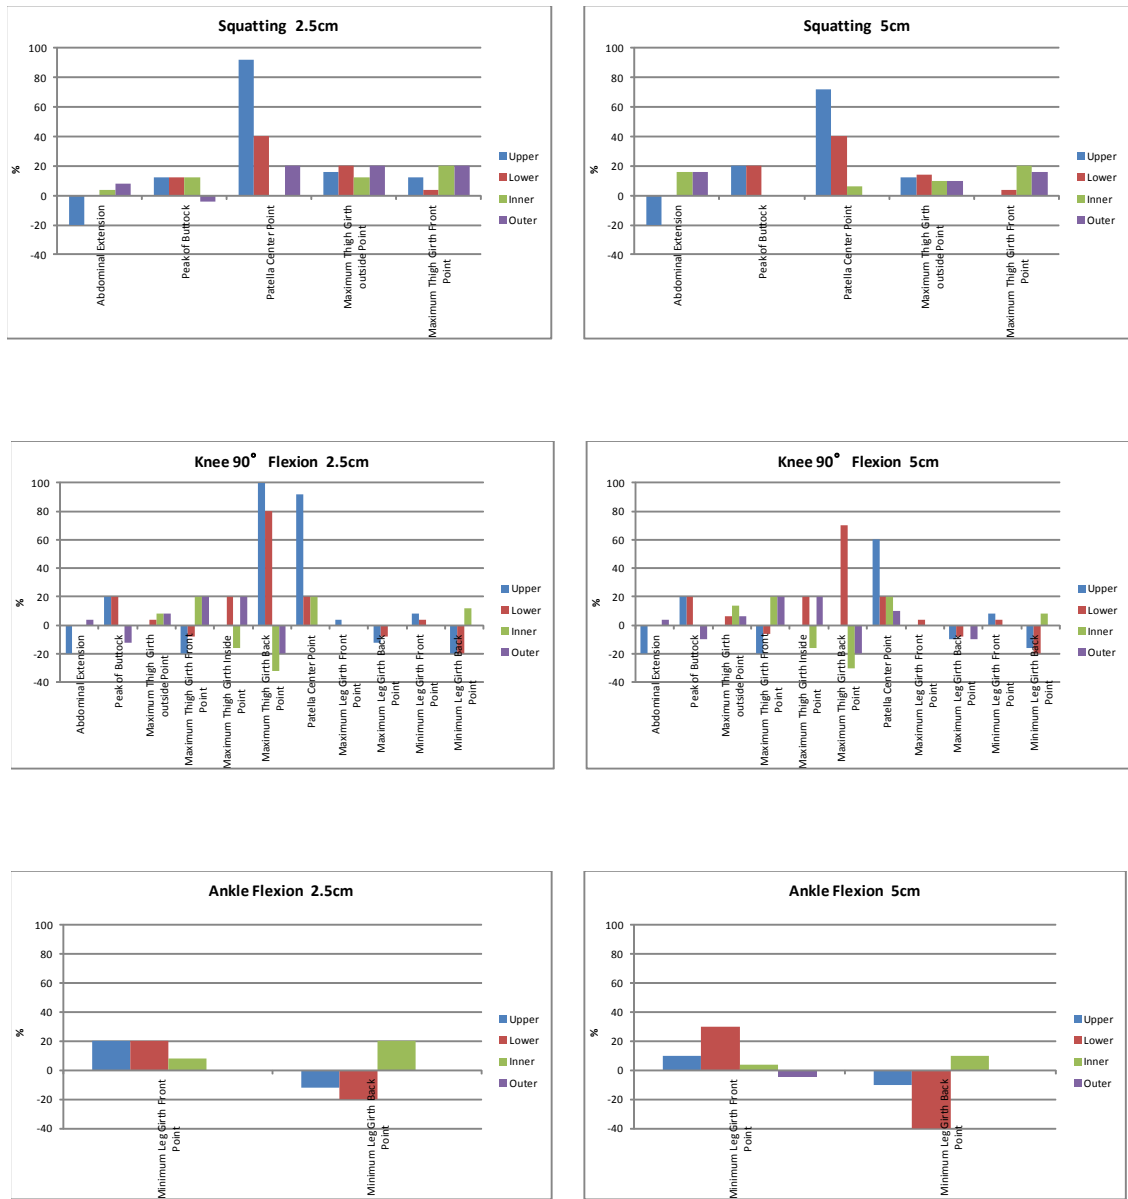 Squatting 2.5cm
100
80
60
40
20
0
-20
-40
%
Abdominal Extension
Peak of Buttock
Patella Center Point
Maximum Thigh Girth
outside Point
Maximum Thigh Girth Front
Point
Upper
Lower
Inner
Outer
Squatting 5cm
100
80
60
40
20
0
-20
-40
%
Abdominal Extension
Peak of Buttock
Patella Center Point
Maximum Thigh Girth
outside Point
Maximum Thigh Girth Front
Point
Upper
Lower
Inner
Outer
Knee 90° Flexion 2.5cm
100
80
60
40
20
0
-20
-40
%
Abdominal Extension
Peak of Buttock
Maximum Thigh Girth
outside Point
Maximum Thigh Girth Front
Point
Maximum Thigh Girth Inside
Point
Maximum Thigh Girth Back
Point
Patella Center Point
Maximum Leg Girth Front
Point
Maximum Leg Girth Back
Point
Minimum Leg Girth Front
Point
Minimum Leg Girth Back
Point
Upper
Lower
Inner
Outer
Knee 90° Flexion 5cm
100
80
60
40
20
0
-20
-40
%
Abdominal Extension
Peak of Buttock
Maximum Thigh Girth
outside Point
Maximum Thigh Girth Front
Point
Maximum Thigh Girth Inside
Point
Maximum Thigh Girth Back
Point
Patella Center Point
Maximum Leg Girth Front
Point
Maximum Leg Girth Back
Point
Minimum Leg Girth Front
Point
Minimum Leg Girth Back
Point
Upper
Lower
Inner
Outer
Ankle Flexion 2.5cm
100
80
60
40
20
0
-20
-40
%
Minimum Leg Girth Front
Point
Minimum Leg Girth Back
Point
Upper
Lower
Inner
Outer
Ankle Flexion 5cm
100
80
60
40
20
0
-20
-40
%
Minimum Leg Girth Front
Point
Minimum Leg Girth Back
Point
Upper
Lower
Inner
Outer